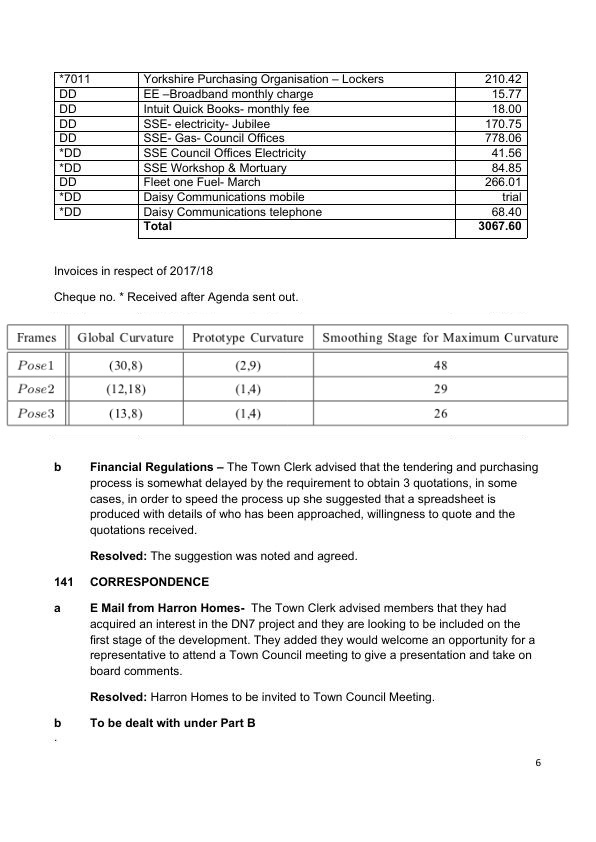 *7011 Yorkshire Purchasing Organisation – Lockers 210.42
DD EE –Broadband monthly charge 15.77
DD Intuit Quick Books- monthly fee 18.00
DD SSE- electricity- Jubilee 170.75
DD SSE- Gas- Council Offices 778.06
*DD SSE Council Offices Electricity 41.56
*DD SSE Workshop & Mortuary 84.85
DD Fleet one Fuel- March 266.01
*DD Daisy Communications mobile trial
*DD Daisy Communications telephone 68.40
Total 3067.60
Invoices in respect of 2017/18
Cheque no. * Received after Agenda sent out.
Frames Global Curvature Prototype Curvature Smoothing Stage for Maximum Curvature
Pose1 (30,8) (2,9) 48
Pose2 (12,18) (1,4) 29
Pose3 (13,8) (1,4) 26
b Financial Regulations – The Town Clerk advised that the tendering and purchasing
process is somewhat delayed by the requirement to obtain 3 quotations, in some
cases, in order to speed the process up she suggested that a spreadsheet is
produced with details of who has been approached, willingness to quote and the
quotations received.
Resolved: The suggestion was noted and agreed.
141 CORRESPONDENCE
a E Mail from Harron Homes- The Town Clerk advised members that they had
acquired an interest in the DN7 project and they are looking to be included on the
first stage of the development. They added they would welcome an opportunity for a
representative to attend a Town Council meeting to give a presentation and take on
board comments.
Resolved: Harron Homes to be invited to Town Council Meeting.
b To be dealt with under Part B
.
6